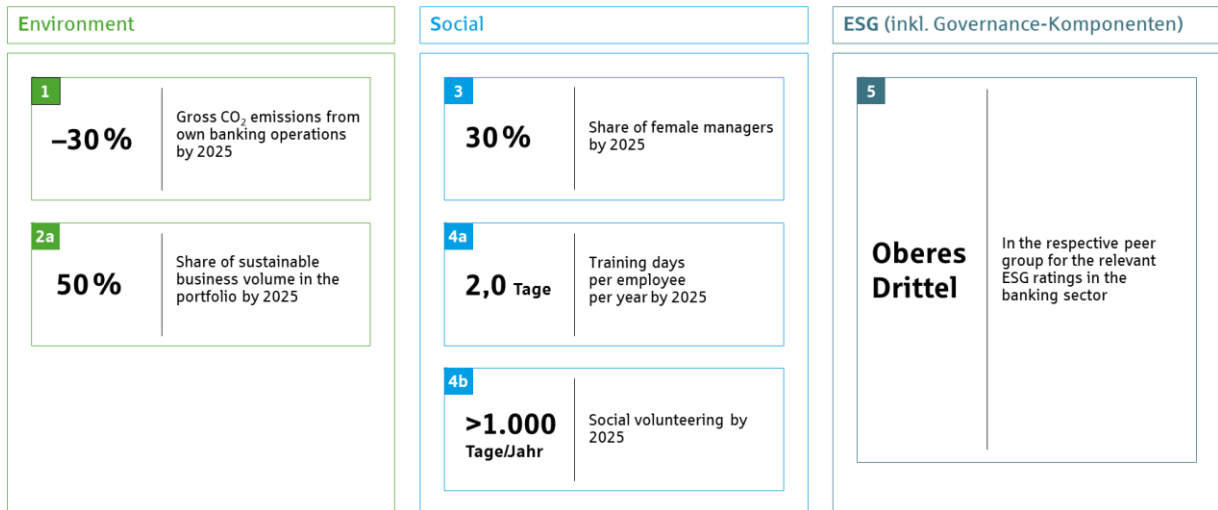 Environment
1
–30 %
Gross CO₂ emissions from
own banking operations
by 2025
2a
50 %
Share of sustainable
business volume in the
portfolio by 2025
Social
3
30 %
Share of female managers
by 2025
4a
2,0 Tage
Training days
per employee
per year by 2025
4b
>1.000
Tage/Jahr
Social volunteering by
2025
ESG (inkl. Governance-Komponenten)
5
Oberes
Drittel
In the respective peer
group for the relevant
ESG ratings in the
banking sector